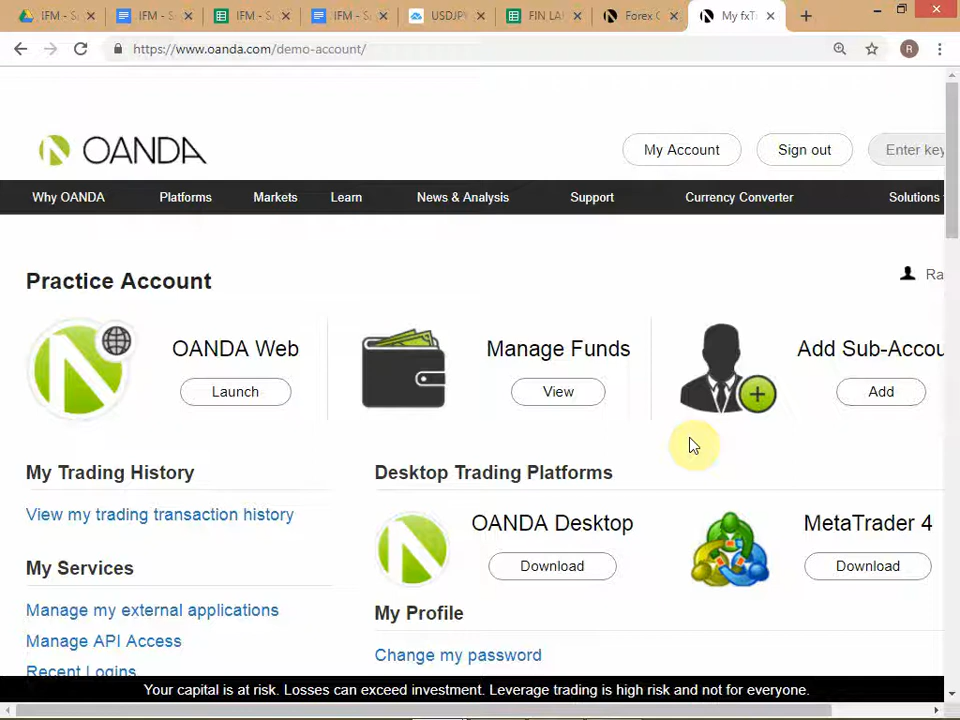 IFM - S
IFM - S
IFM - S
IFM - S
USDJPY
FIN LA
Forex C
My fxT
https://www.oanda.com/demo-account/
R
OANDA
My Account
Sign out
Enter key
Why OANDA
Platforms
Markets
Learn
News & Analysis
Support
Currency Converter
Solutions
Practice Account
Ra
OANDA Web
Launch
Manage Funds
View
Add Sub-Accou
Add
My Trading History
View my trading transaction history
Desktop Trading Platforms
OANDA Desktop
Download
MetaTrader 4
Download
My Services
Manage my external applications
Manage API Access
Recent Logins
My Profile
Change my password
Your capital is at risk. Losses can exceed investment. Leverage trading is high risk and not for everyone.